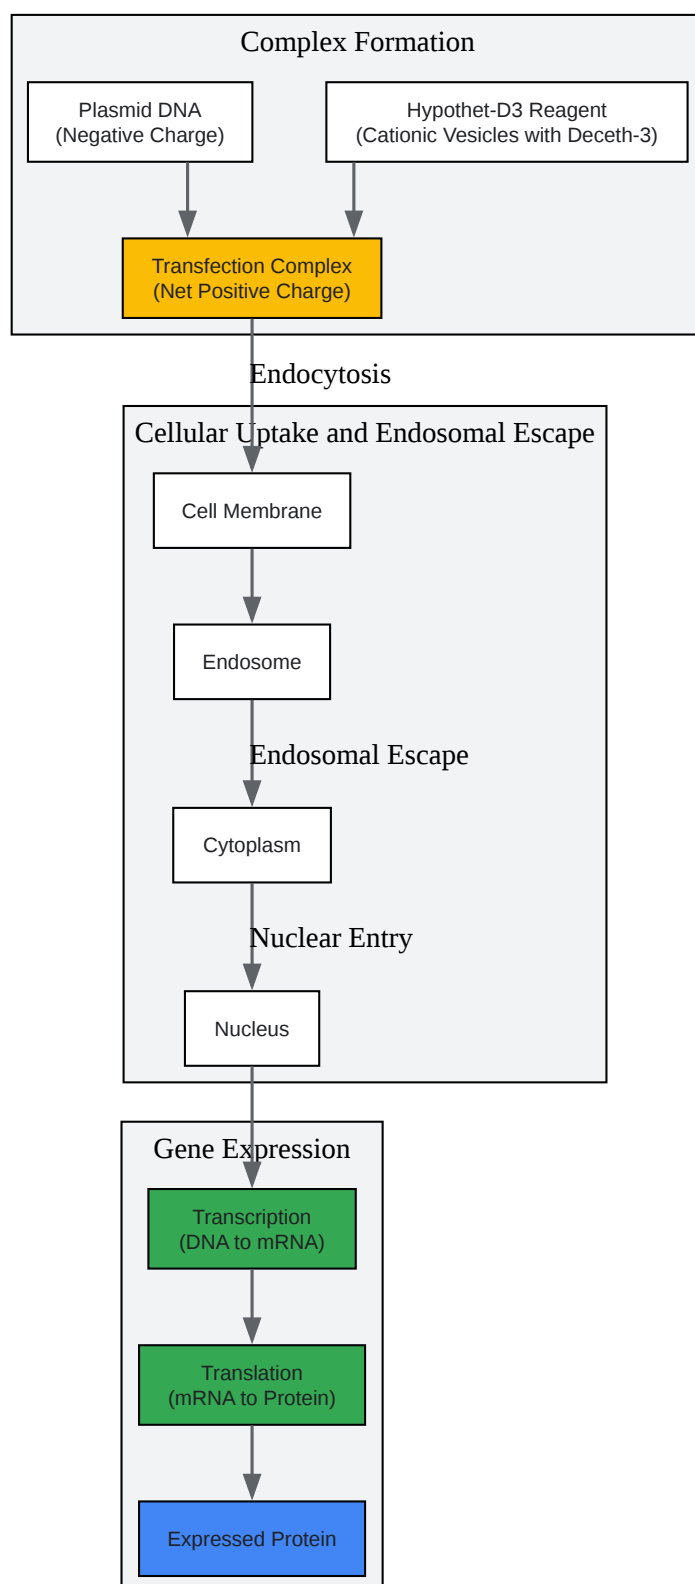 Complex Formation
Plasmid DNA
(Negative Charge)
Hypothet-D3 Reagent
(Cationic Vesicles with Deceth-3)
Transfection Complex
(Net Positive Charge)
Endocytosis
Cellular Uptake and Endosomal Escape
Cell Membrane
Endosome
Endosomal Escape
Cytoplasm
Nuclear Entry
Nucleus
Gene Expression
Transcription
(DNA to mRNA)
Translation
(mRNA to Protein)
Expressed Protein